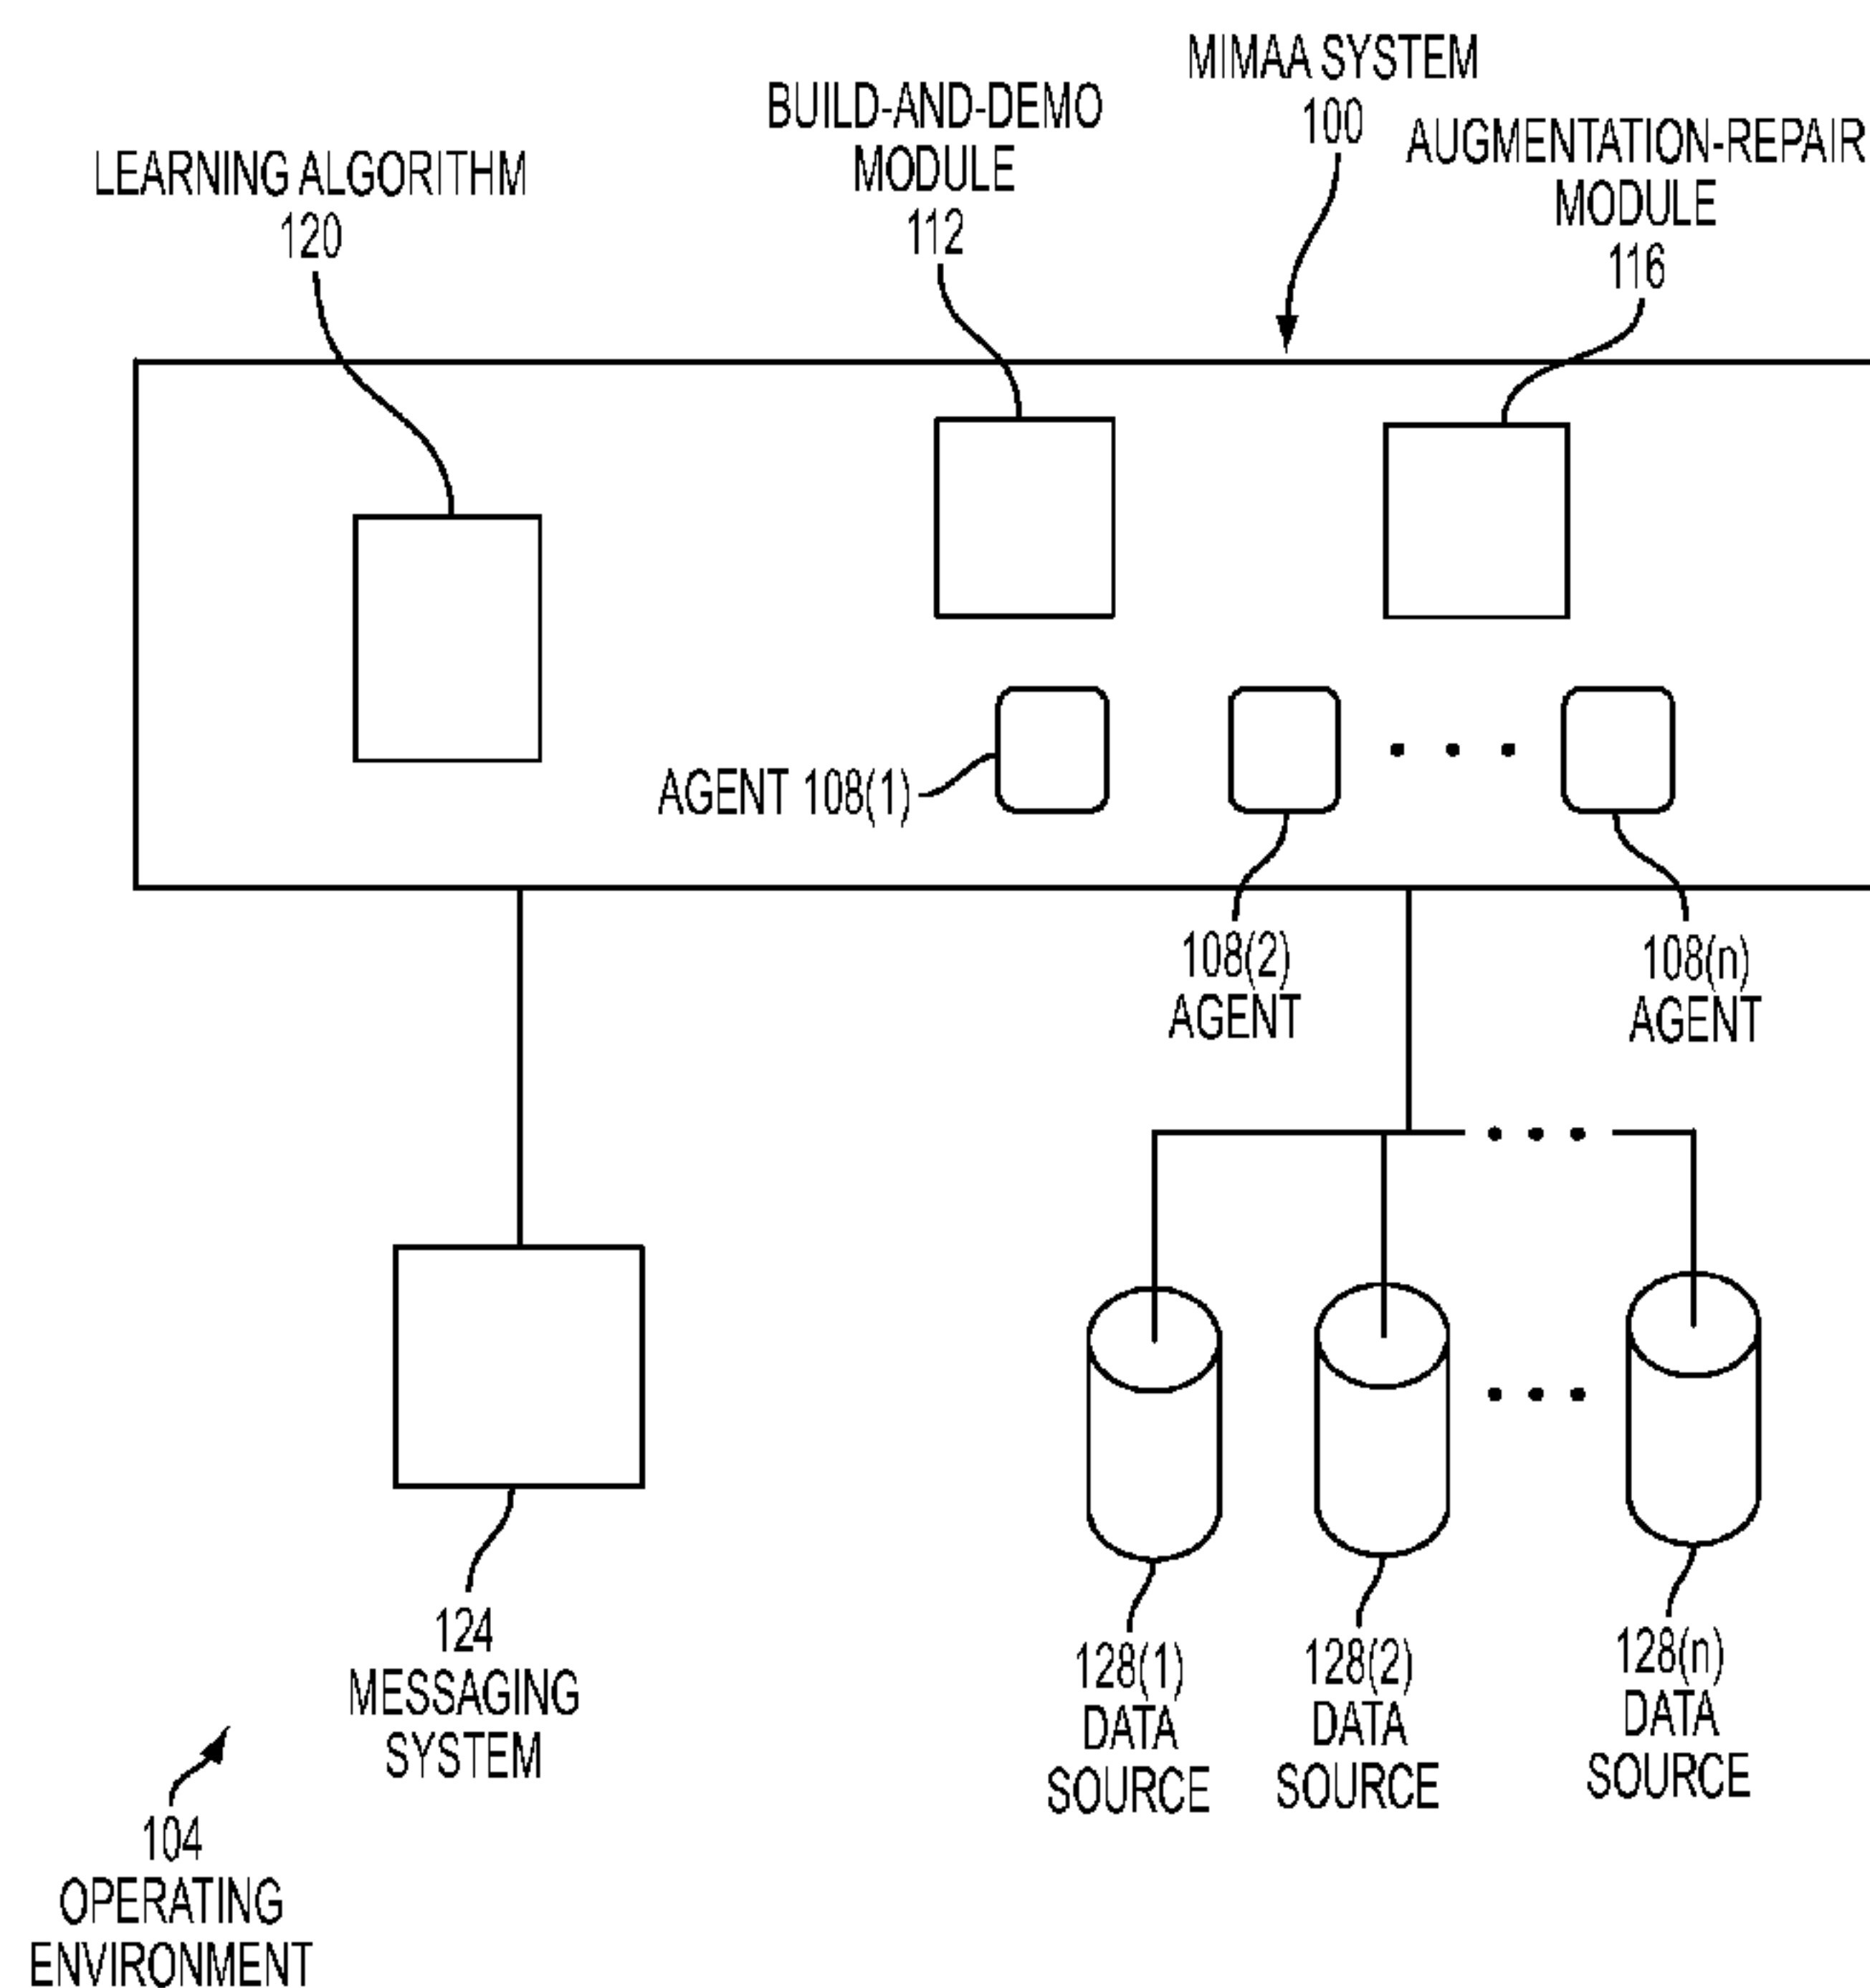 MIMAA SYSTEM
100
BUILD-AND-DEMO
MODULE
112
AUGMENTATION-REPAIR
MODULE
116
LEARNING ALGORITHM
120
AGENT 108(1)
108(2)
AGENT
108(n)
AGENT
124
MESSAGING
SYSTEM
128(1)
DATA
SOURCE
128(2)
DATA
SOURCE
128(n)
DATA
SOURCE
104
OPERATING
ENVIRONMENT